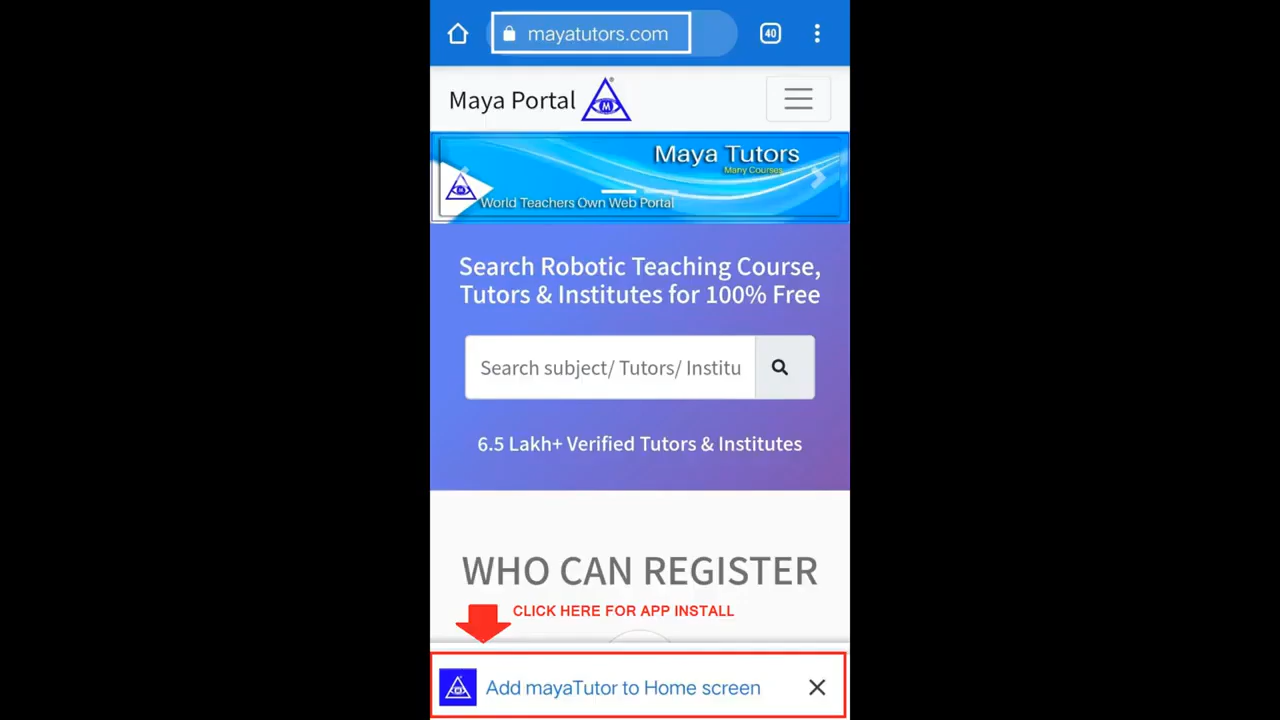 mayatutors.com
40
Maya Portal
M
Maya Tutors
Many Courses
World Teachers Own Web Portal
Search Robotic Teaching Course,
Tutors & Institutes for 100% Free
Search subject/ Tutors/ Institu
6.5 Lakh+ Verified Tutors & Institutes
WHO CAN REGISTER
CLICK HERE FOR APP INSTALL
Add mayaTutor to Home screen